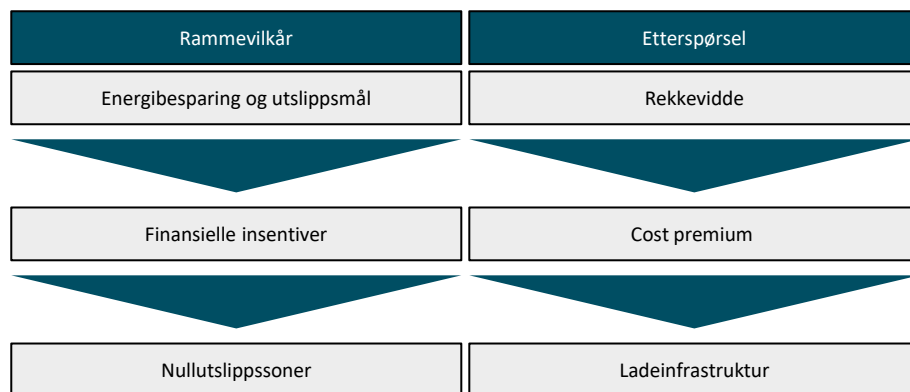 Rammevilkår
Etterspørsel
Energibesparing og utslippsmål
Rekkevidde
Finansielle insentiver
Cost premium
Nullutslippssoner
Ladeinfrastruktur